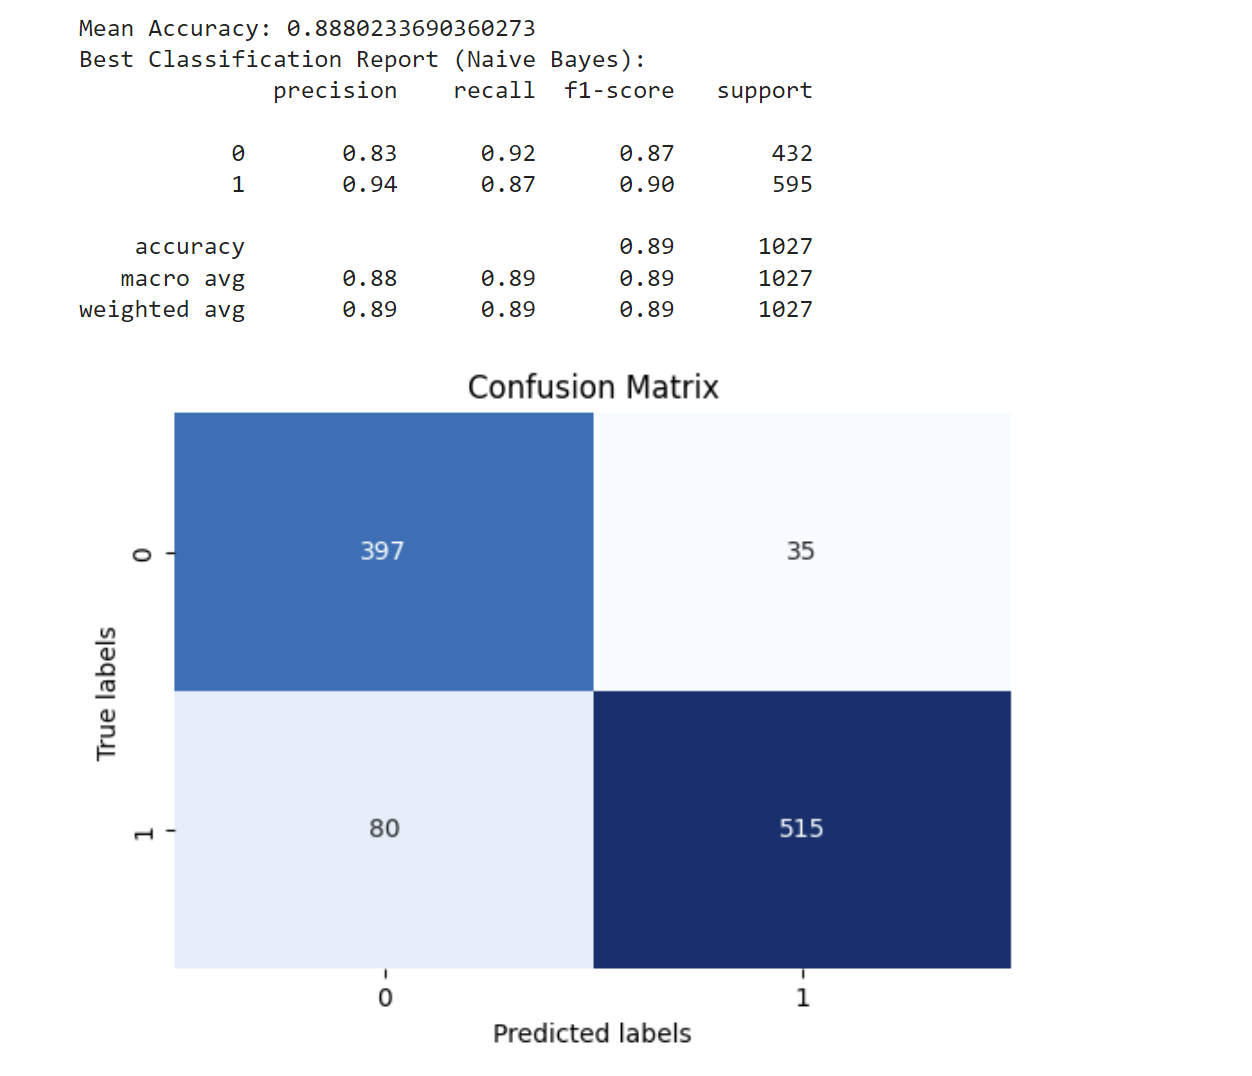 Mean Accuracy: 0.8880233690360273
Best Classification Report (Naive Bayes):
precision recall f1-score support
0 0.83 0.92 0.87 432
1 0.94 0.87 0.90 595
accuracy 0.89 1027
macro avg 0.88 0.89 0.89 1027
weighted avg 0.89 0.89 0.89 1027
Confusion Matrix
0 397 35
True labels
1 80 515
0 1
Predicted labels